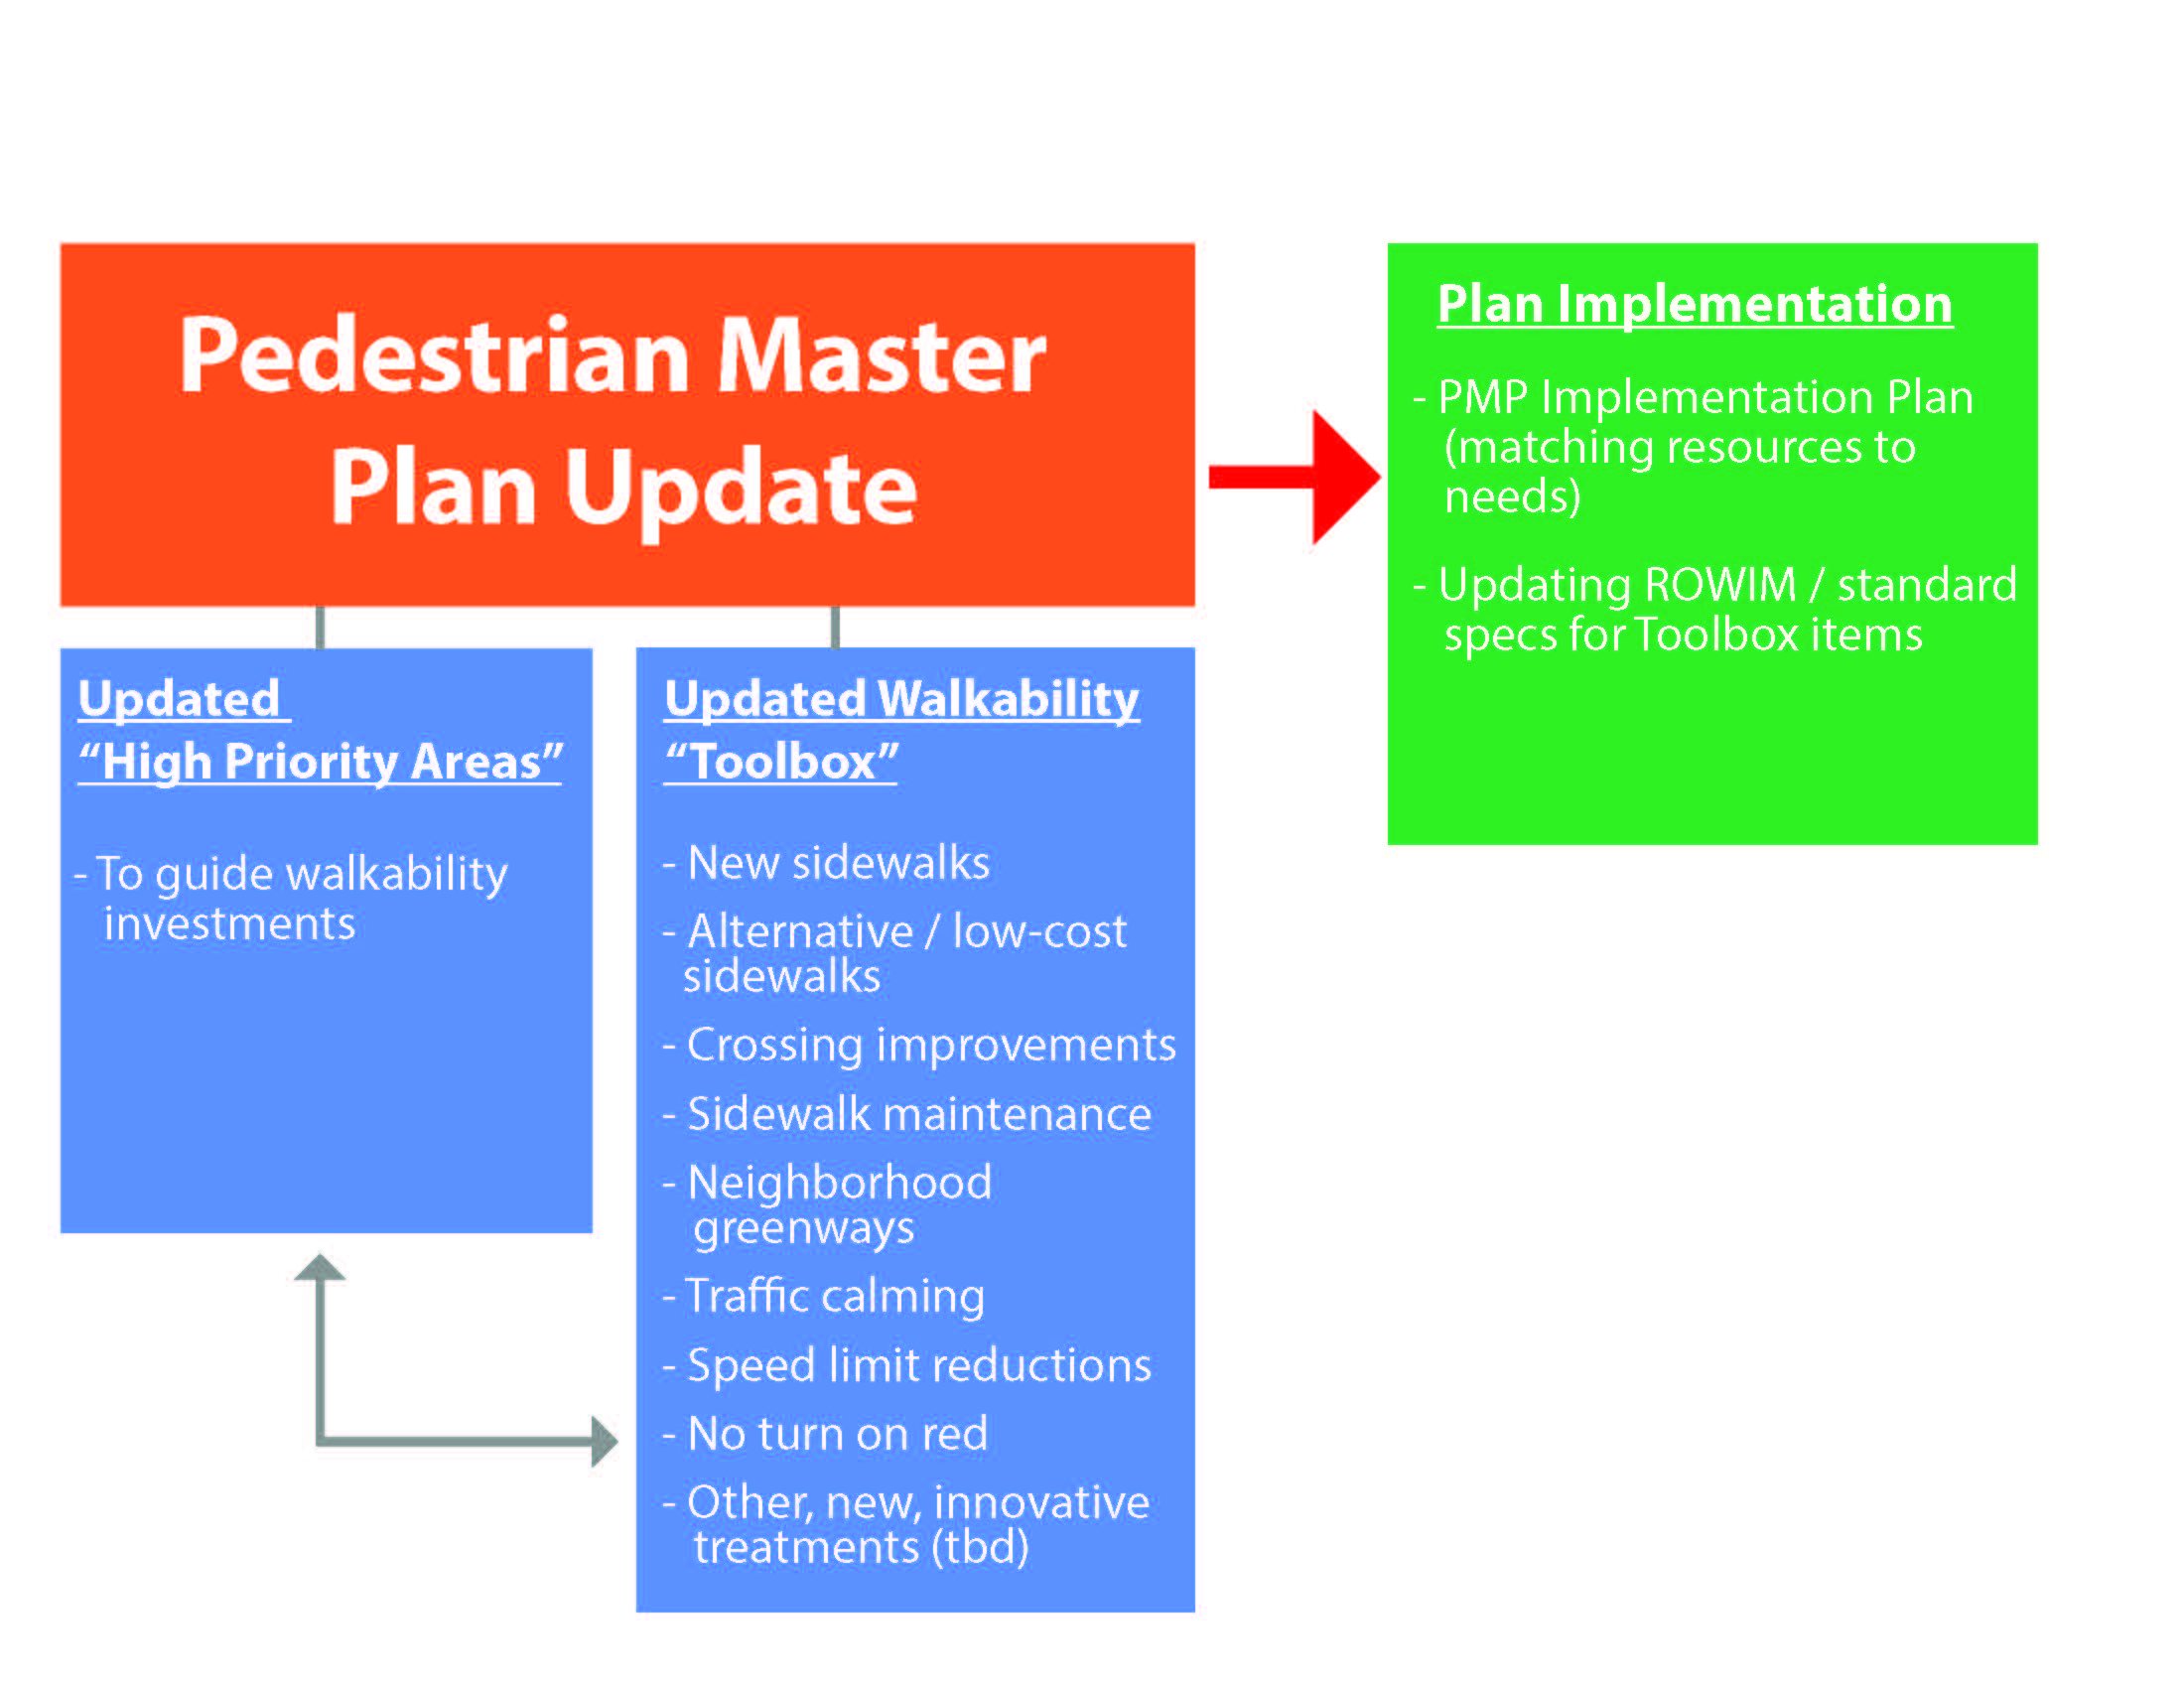 Pedestrian Master
Plan Update
Plan Implementation
- PMP Implementation Plan
(matching resources to
needs)
- Updating ROWIM / standard
specs for Toolbox items
Updated
“High Priority Areas”
- To guide walkability
investments
Updated Walkability
“Toolbox”
- New sidewalks
- Alternative / low-cost
sidewalks
- Crossing improvements
- Sidewalk maintenance
- Neighborhood
greenways
- Traffic calming
- Speed limit reductions
- No turn on red
- Other, new, innovative
treatments (tbd)